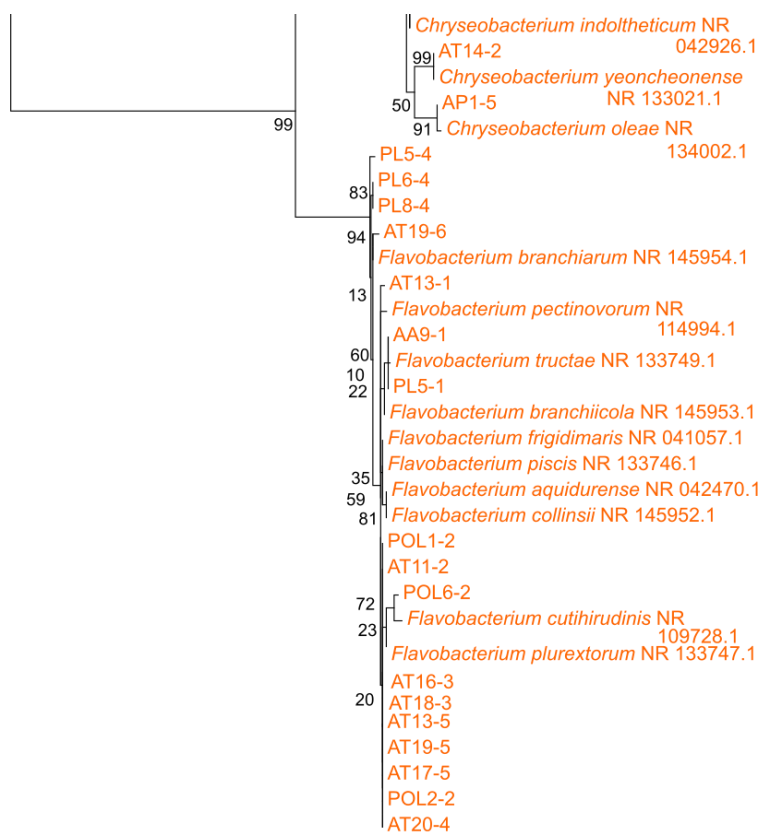 Chryseobacterium indoltheticum NR
042926.1
AT14-2
99
Chryseobacterium yeoncheonense
NR 133021.1
50
AP1-5
99
91
Chryseobacterium oleae NR
134002.1
PL5-4
PL6-4
83
PL8-4
94
AT19-6
Flavobacterium branchiarum NR 145954.1
13
AT13-1
Flavobacterium pectinovorum NR
114994.1
AA9-1
60
Flavobacterium tructae NR 133749.1
10
22
PL5-1
Flavobacterium branchiicola NR 145953.1
Flavobacterium frigidimaris NR 041057.1
Flavobacterium piscis NR 133746.1
35
Flavobacterium aquidurense NR 042470.1
59
81
Flavobacterium collinsii NR 145952.1
POL1-2
AT11-2
POL6-2
72
Flavobacterium cutihirudinis NR
109728.1
23
Flavobacterium plurextorum NR 133747.1
AT16-3
20
AT18-3
AT13-5
AT19-5
AT17-5
POL2-2
AT20-4